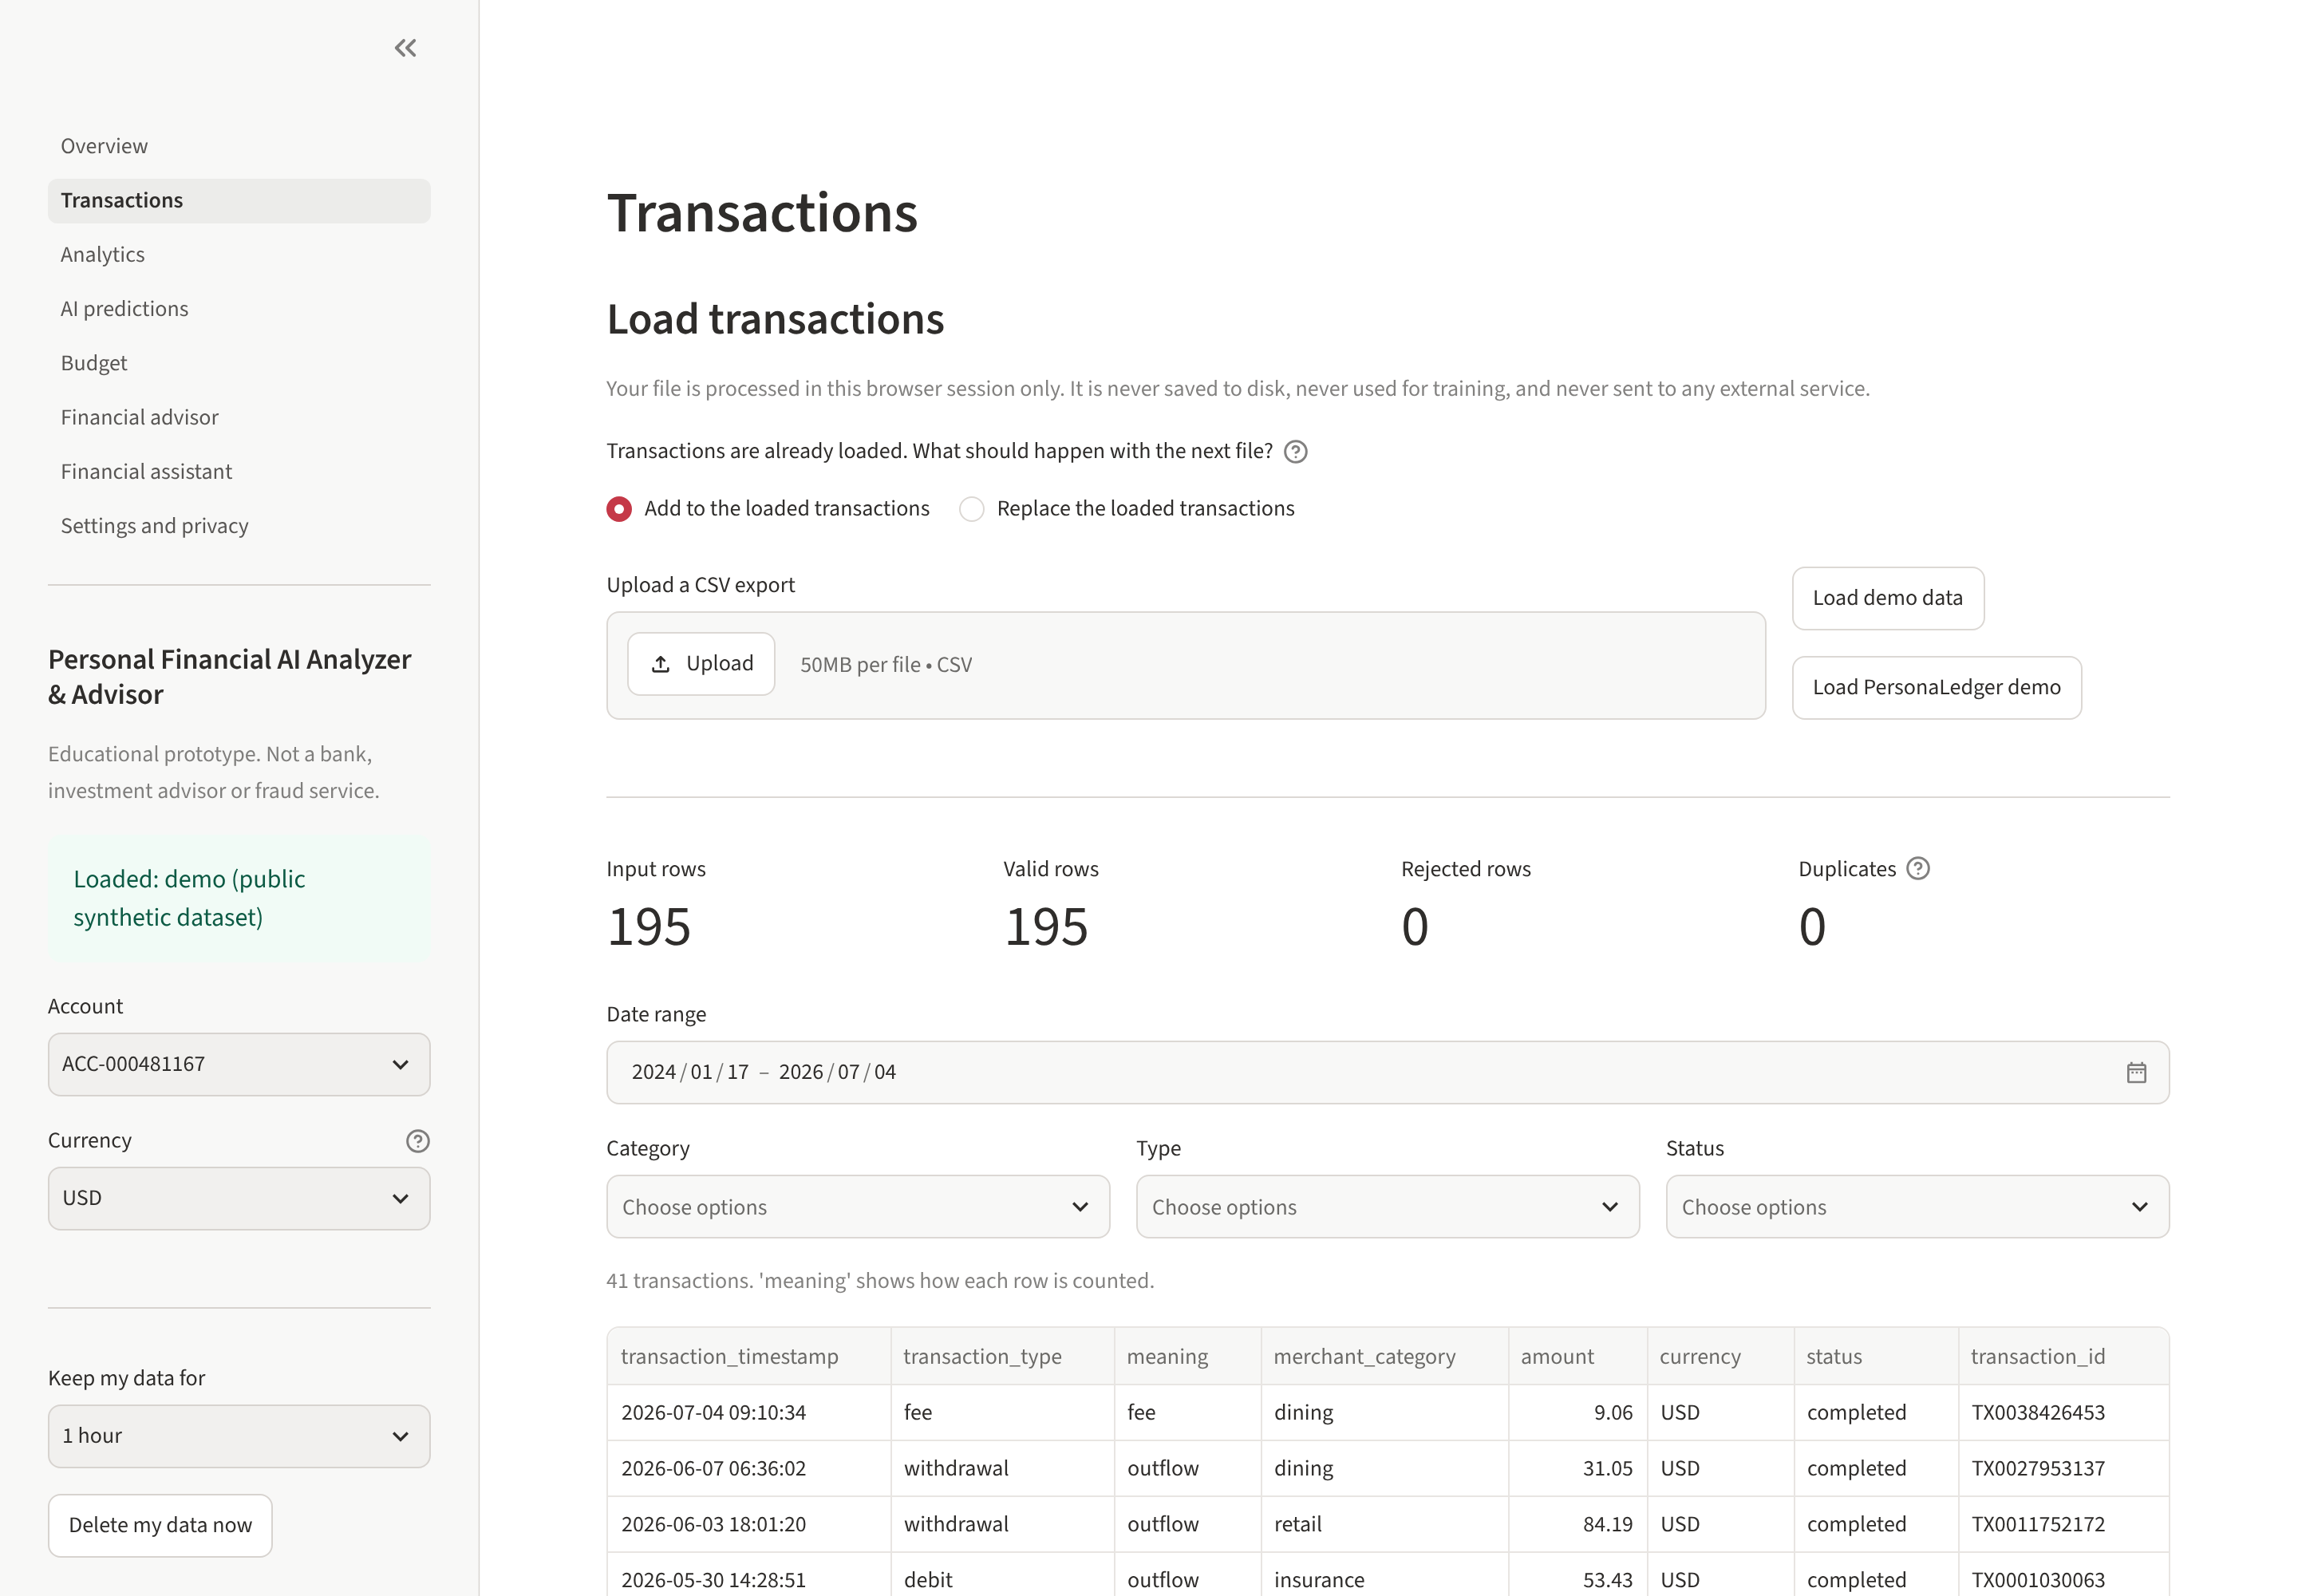 Overview
Transactions
Analytics
AI predictions
Budget
Financial advisor
Financial assistant
Settings and privacy
Personal Financial AI Analyzer
& Advisor
Educational prototype. Not a bank,
investment advisor or fraud service.
Loaded: demo (public
synthetic dataset)
Account
ACC-000481167
Currency
USD
Keep my data for
1 hour
Delete my data now
Transactions
Load transactions
Your file is processed in this browser session only. It is never saved to disk, never used for training, and never sent to any external service.
Transactions are already loaded. What should happen with the next file?
Add to the loaded transactions Replace the loaded transactions
Upload a CSV export
Upload 50MB per file • CSV
Load demo data
Load PersonaLedger demo
Input rows Valid rows Rejected rows Duplicates
195 195 0 0
Date range
2024/01/17 – 2026/07/04
Category Type Status
Choose options Choose options Choose options
41 transactions. 'meaning' shows how each row is counted.
transaction_timestamp transaction_type meaning merchant_category amount currency status transaction_id
2026-07-04 09:10:34 fee fee dining 9.06 USD completed TX0038426453
2026-06-07 06:36:02 withdrawal outflow dining 31.05 USD completed TX0027953137
2026-06-03 18:01:20 withdrawal outflow retail 84.19 USD completed TX0011752172
2026-05-30 14:28:51 debit outflow insurance 53.43 USD completed TX0001030063